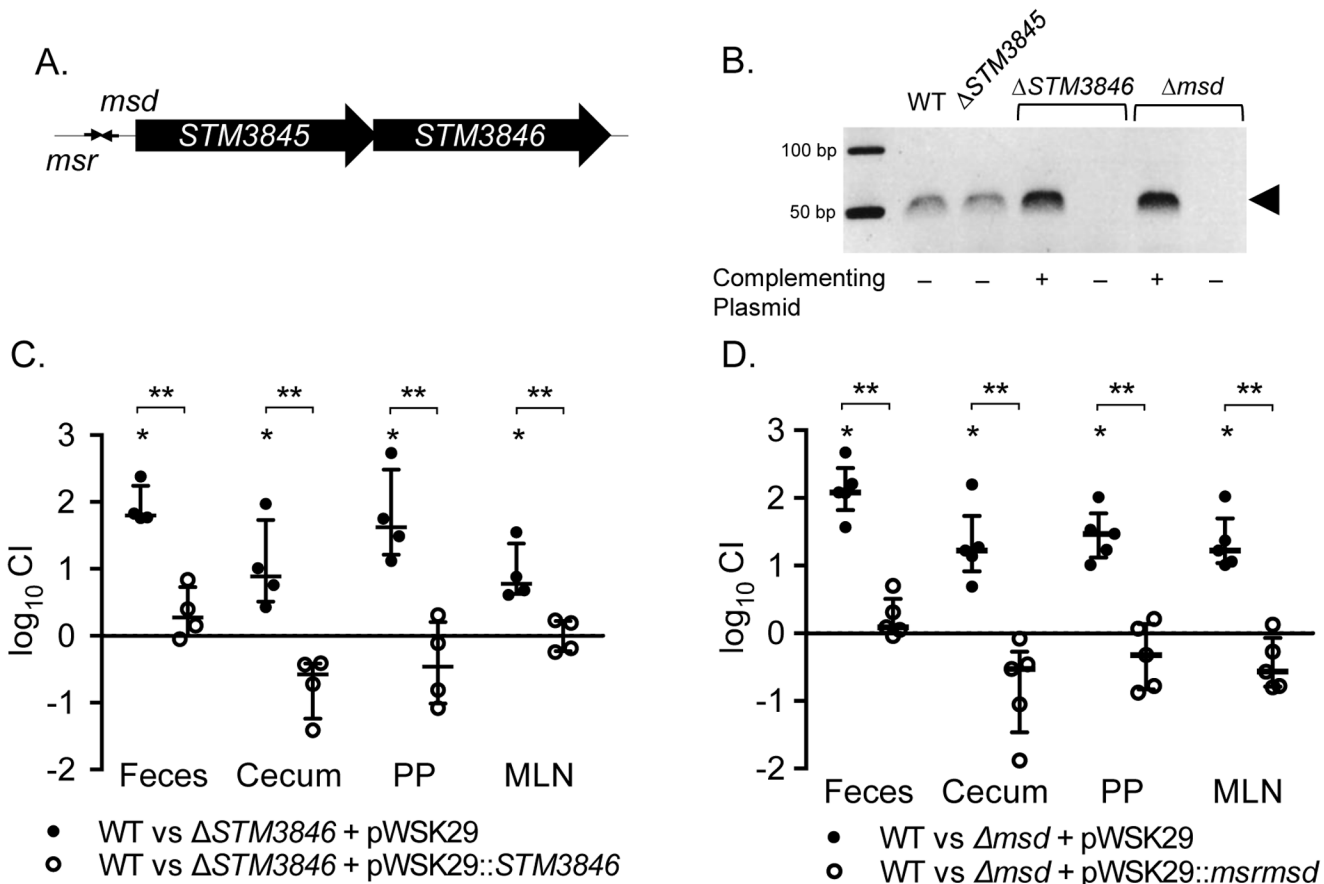 A.
msd
STM3845 STM3846
msr
B.
WT ΔSTM3845 ΔSTM3846 Δmsd
100 bp
50 bp
Complementing Plasmid – – + – + –
C.
** ** ** **
* * * *
3
2
1
0
-1
-2
log10 CI
Feces Cecum PP MLN
● WT vs ΔSTM3846 + pWSK29
○ WT vs ΔSTM3846 + pWSK29::STM3846
D.
** ** ** **
* * * *
3
2
1
0
-1
-2
log10 CI
Feces Cecum PP MLN
● WT vs Δmsd + pWSK29
○ WT vs Δmsd + pWSK29::msrmsd